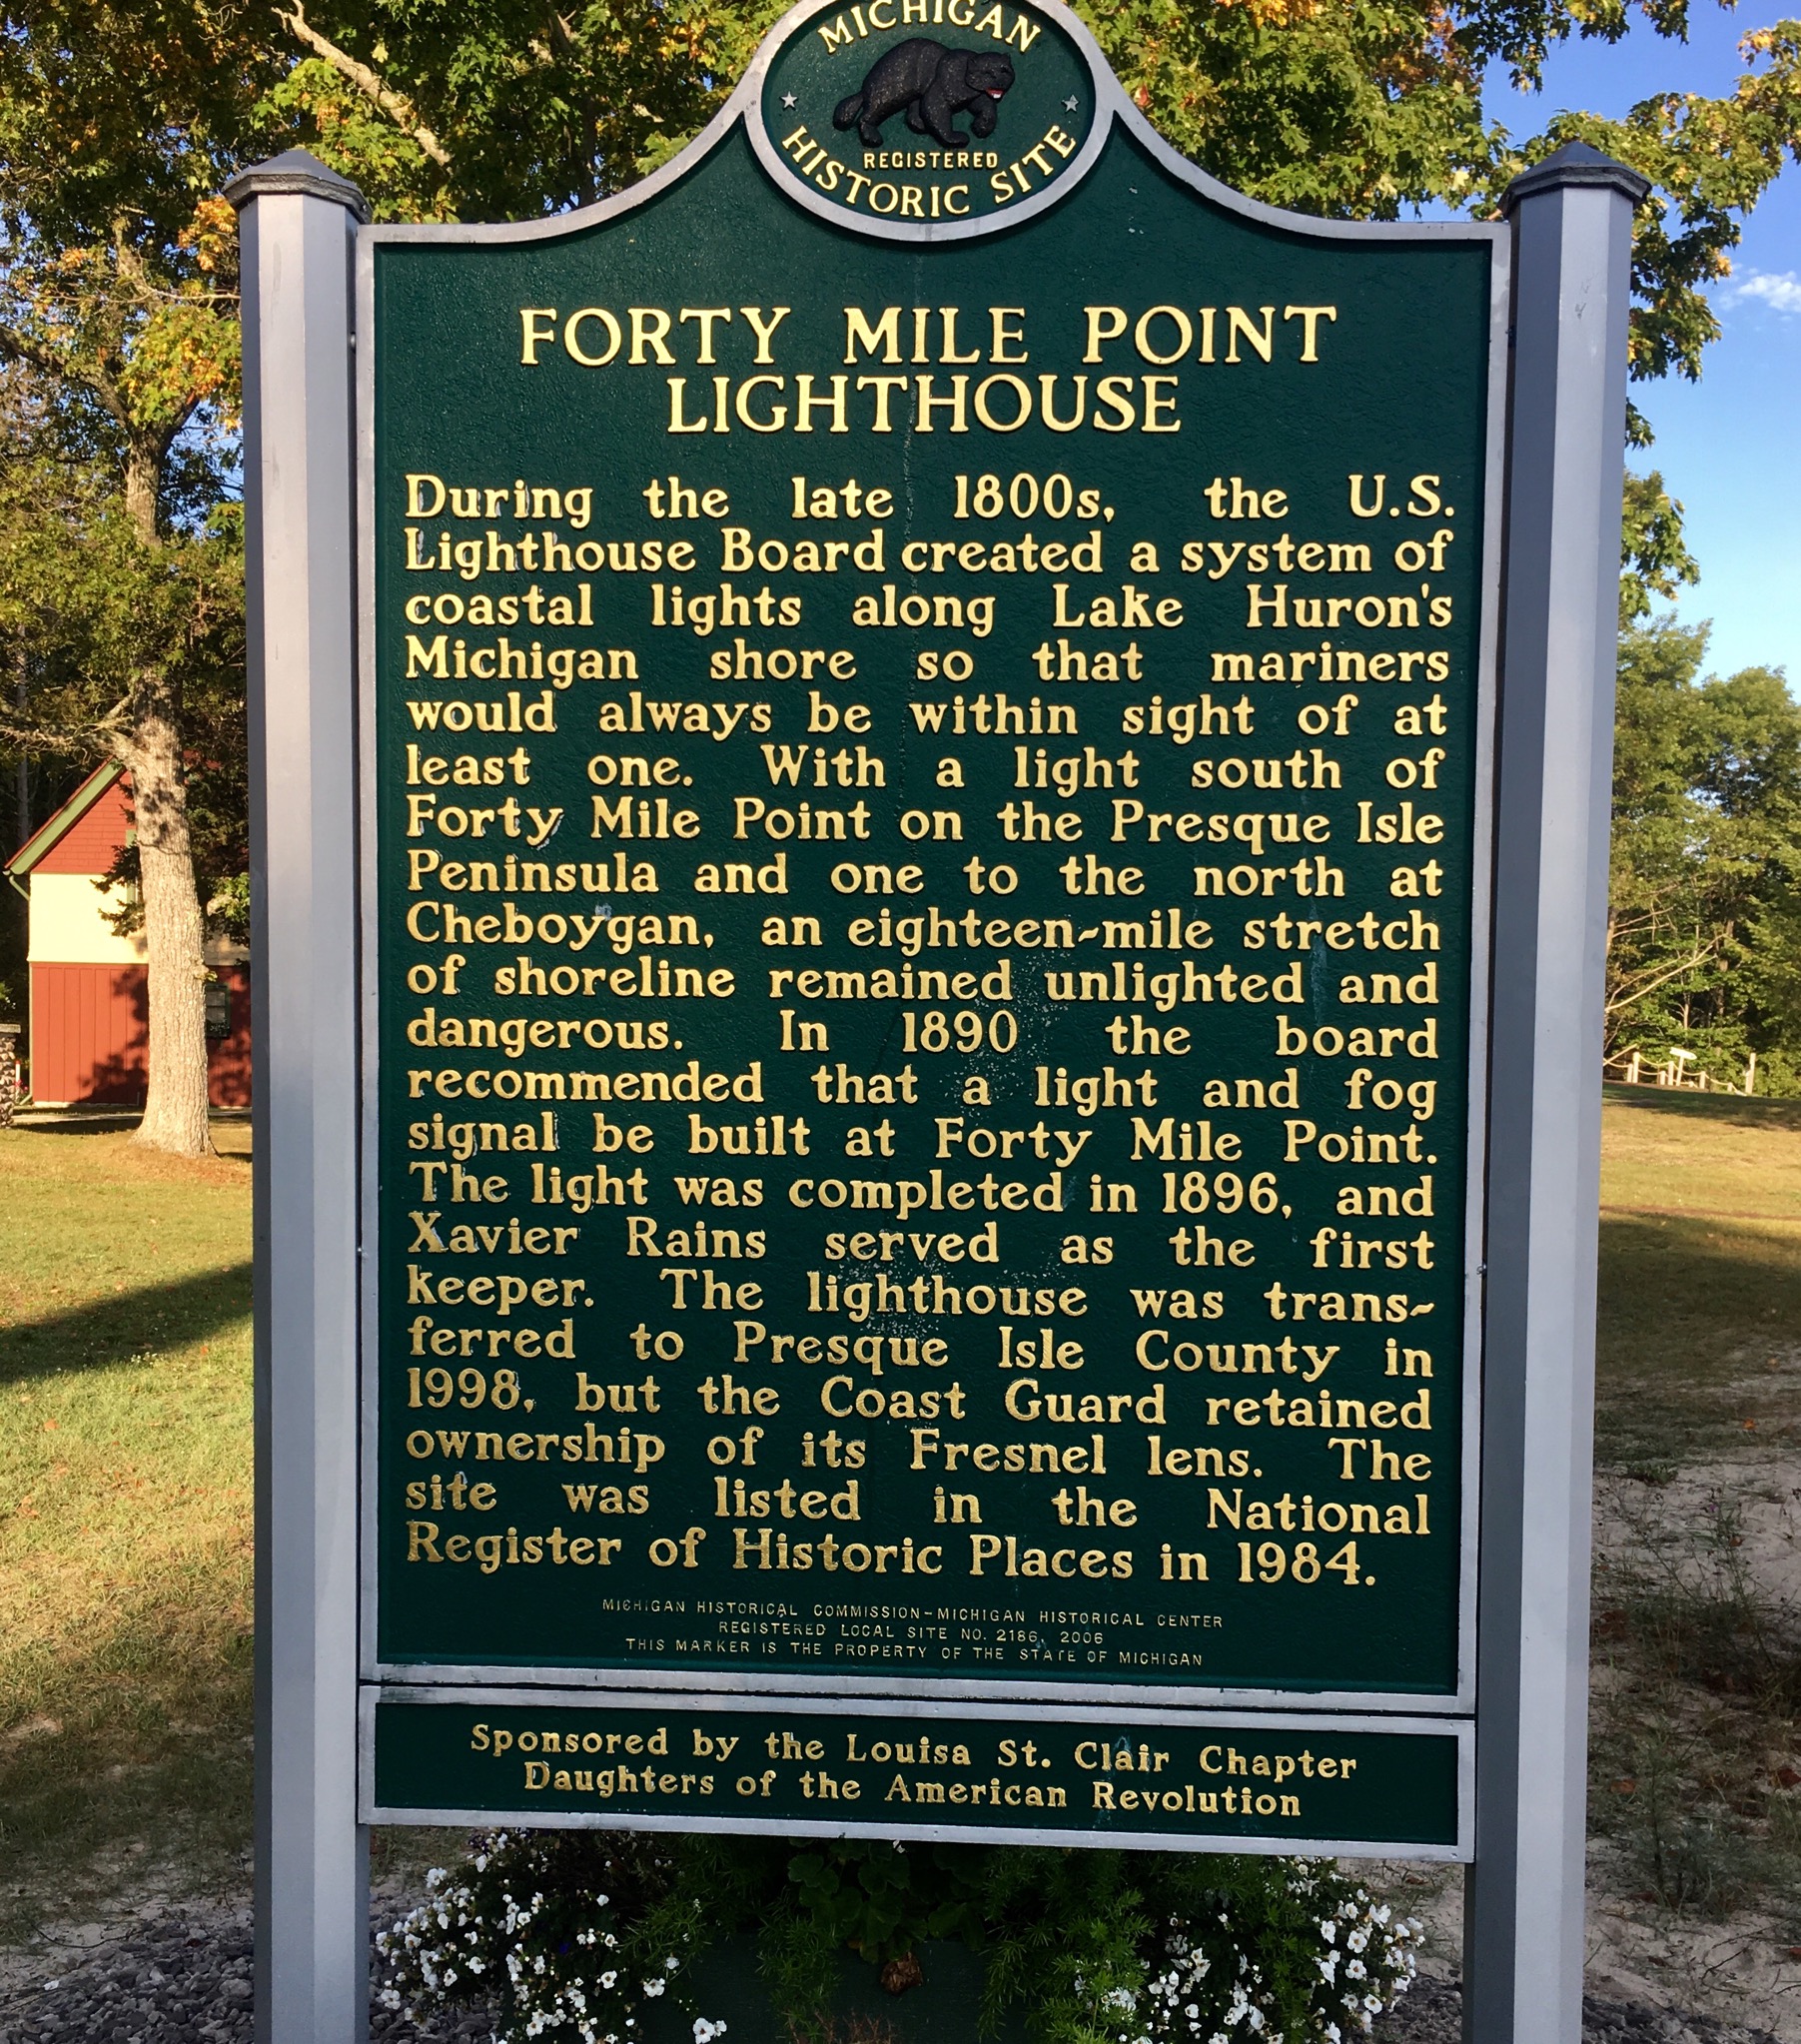 MICHIGAN
REGISTERED
HISTORIC SITE
FORTY MILE POINT
LIGHTHOUSE
During the late 1800s, the U.S.
Lighthouse Board created a system of
coastal lights along Lake Huron's
Michigan shore so that mariners
would always be within sight of at
least one. With a light south of
Forty Mile Point on the Presque Isle
Peninsula and one to the north at
Cheboygan, an eighteen-mile stretch
of shoreline remained unlighted and
dangerous. In 1890 the board
recommended that a light and fog
signal be built at Forty Mile Point.
The light was completed in 1896, and
Xavier Rains served as the first
keeper. The lighthouse was trans-
ferred to Presque Isle County in
1998, but the Coast Guard retained
ownership of its Fresnel lens. The
site was listed in the National
Register of Historic Places in 1984.
MICHIGAN HISTORICAL COMMISSION-MICHIGAN HISTORICAL CENTER
REGISTERED LOCAL SITE NO. 2186, 2006
THIS MARKER IS THE PROPERTY OF THE STATE OF MICHIGAN
Sponsored by the Louisa St. Clair Chapter
Daughters of the American Revolution